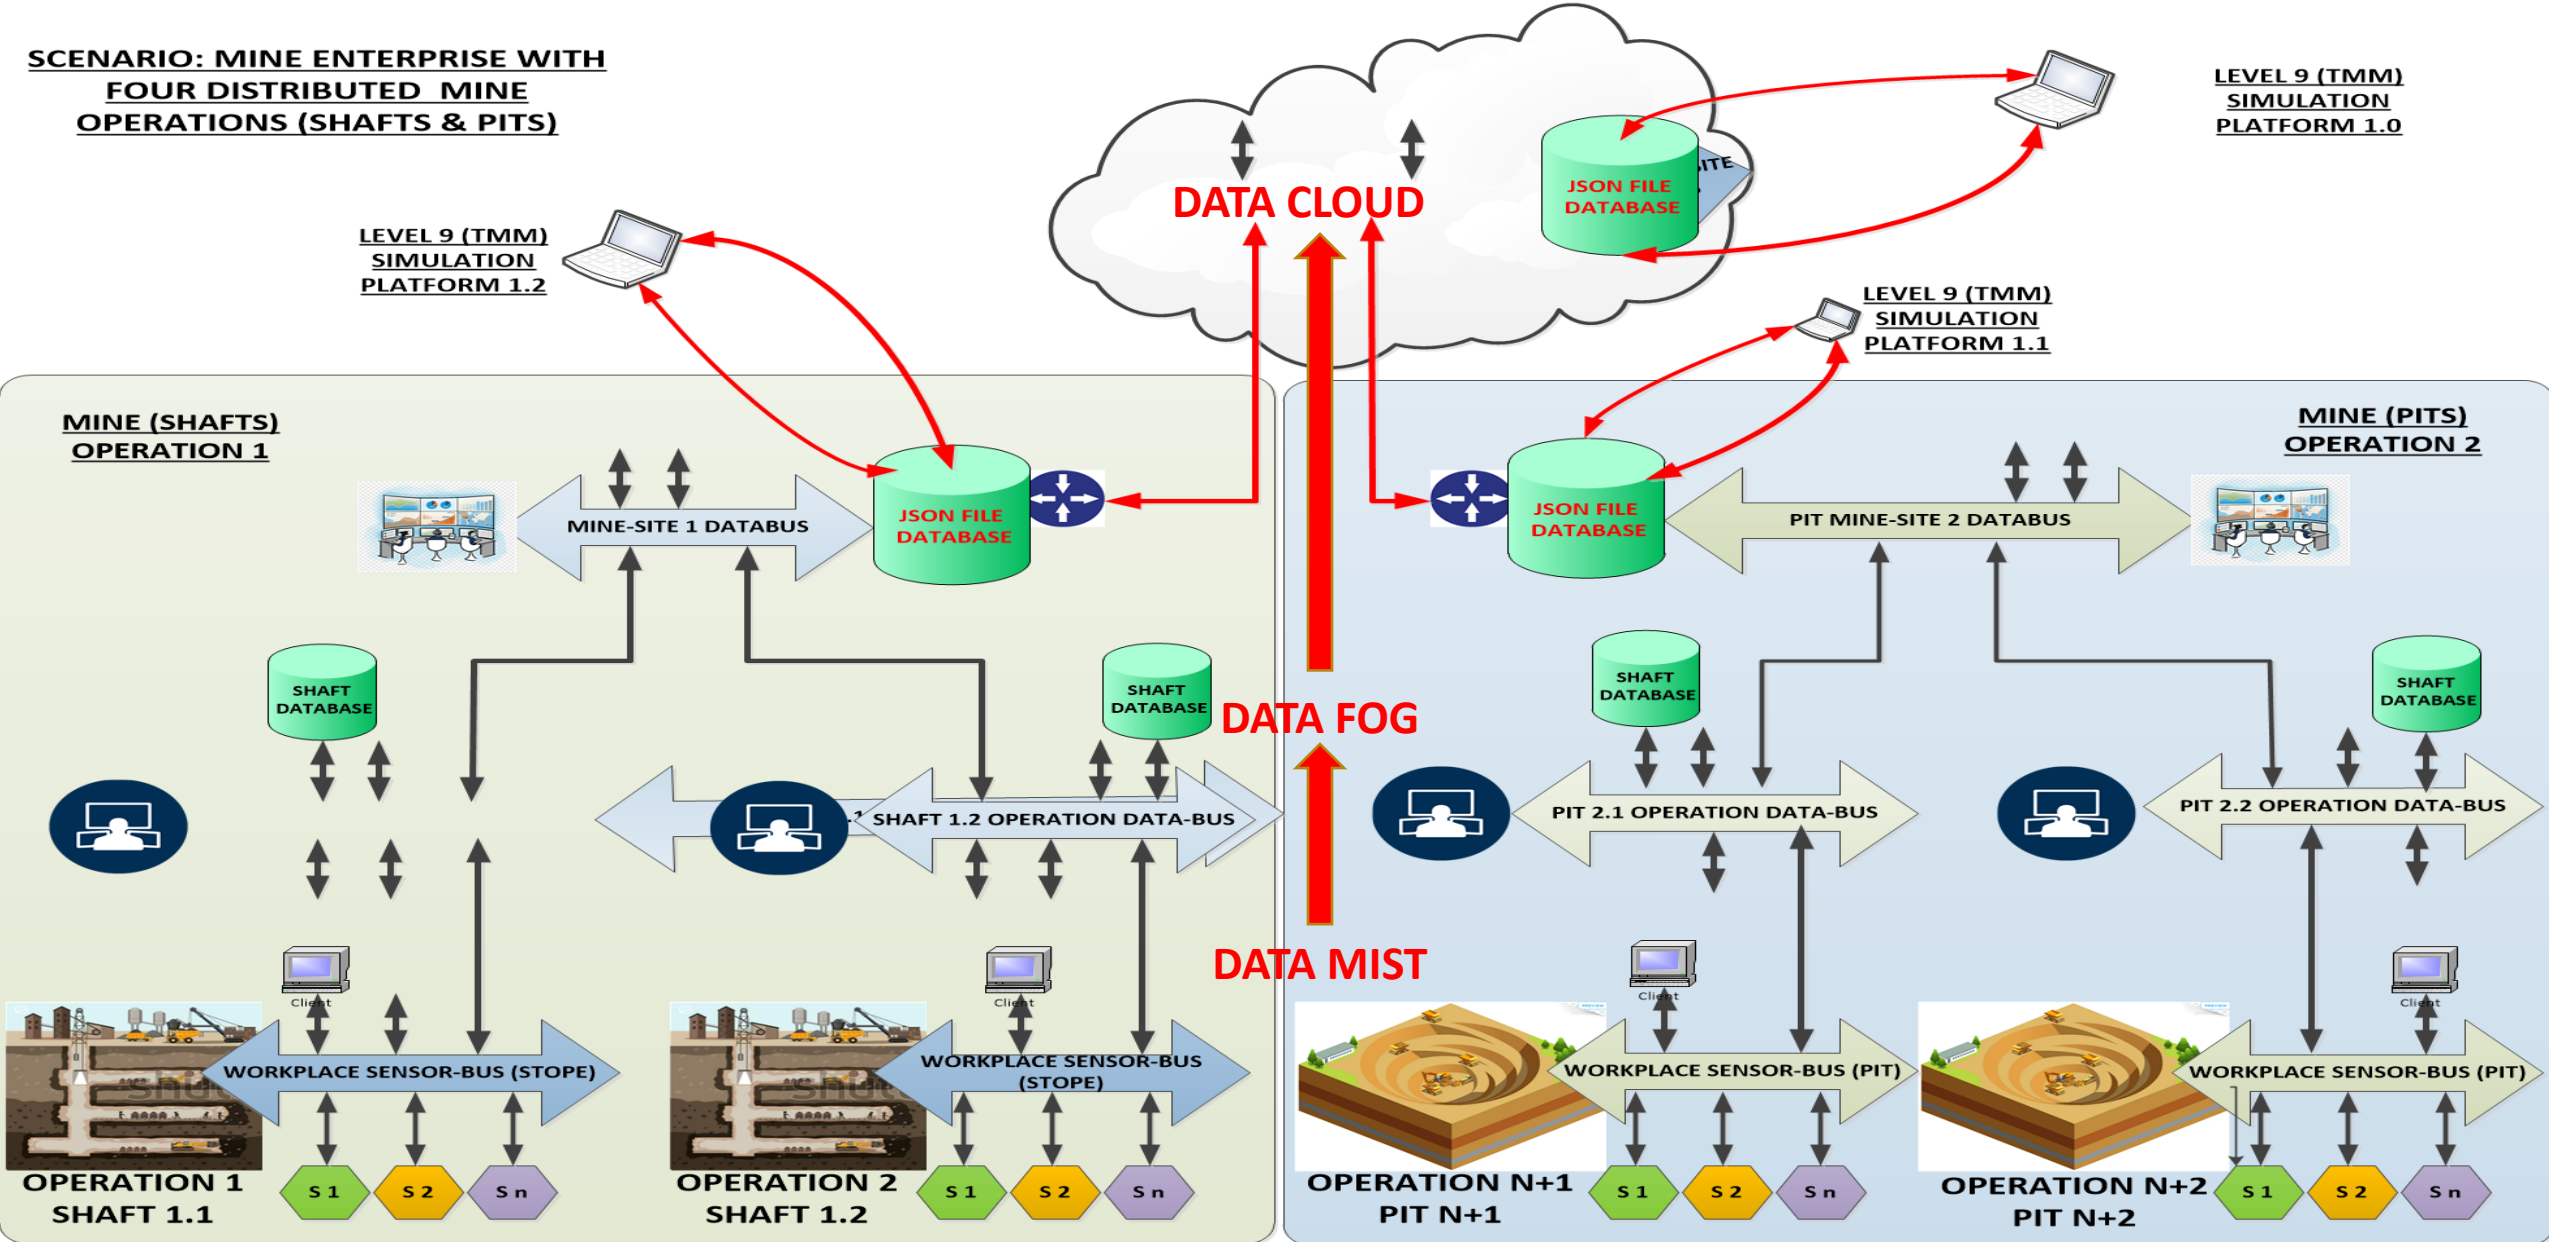 SCENARIO: MINE ENTERPRISE WITH
FOUR DISTRIBUTED MINE
OPERATIONS (SHAFTS & PITS)
LEVEL 9 (TMM)
SIMULATION
PLATFORM 1.0
JSON FILE
DATABASE
SITE
DATA CLOUD
LEVEL 9 (TMM)
SIMULATION
PLATFORM 1.2
LEVEL 9 (TMM)
SIMULATION
PLATFORM 1.1
MINE (SHAFTS)
OPERATION 1
MINE (PITS)
OPERATION 2
MINE-SITE 1 DATABUS
JSON FILE
DATABASE
JSON FILE
DATABASE
PIT MINE-SITE 2 DATABUS
SHAFT
DATABASE
SHAFT
DATABASE
DATA FOG
SHAFT
DATABASE
SHAFT
DATABASE
SHAFT 1.2 OPERATION DATA-BUS
PIT 2.1 OPERATION DATA-BUS
PIT 2.2 OPERATION DATA-BUS
DATA MIST
Client
Client
Client
Client
WORKPLACE SENSOR-BUS (STOPE)
WORKPLACE SENSOR-BUS
(STOPE)
WORKPLACE SENSOR-BUS (PIT)
WORKPLACE SENSOR-BUS (PIT)
OPERATION 1
SHAFT 1.1
S 1
S 2
S n
OPERATION 2
SHAFT 1.2
S 1
S 2
S n
OPERATION N+1
PIT N+1
S 1
S 2
S n
OPERATION N+2
PIT N+2
S 1
S 2
S n